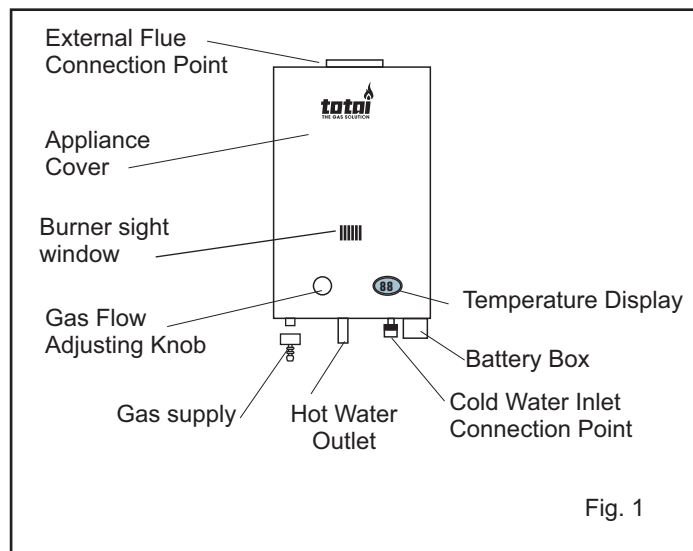 External Flue
Connection Point
totai
THE GAS SOLUTION
Appliance
Cover
Burner sight
window
88
Temperature Display
Gas Flow
Adjusting Knob
Battery Box
Gas supply
Hot Water
Outlet
Cold Water Inlet
Connection Point
Fig. 1